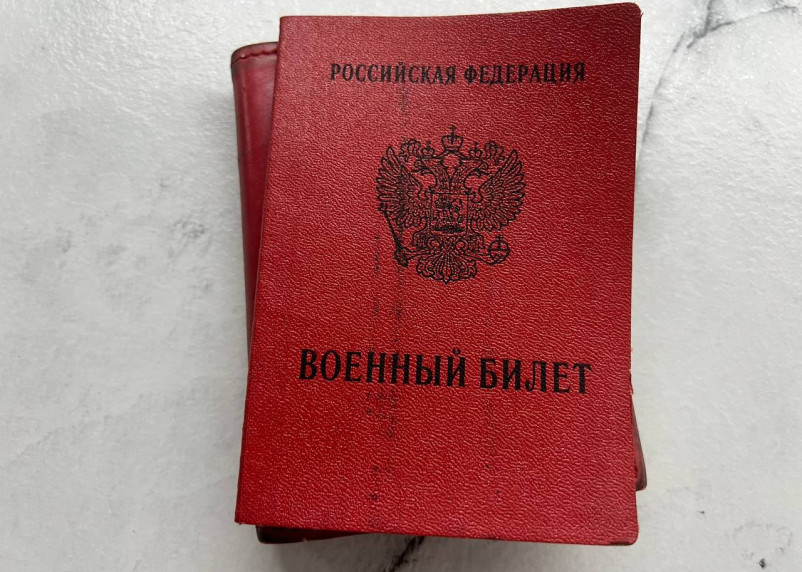 РОССИЙСКАЯ ФЕДЕРАЦИЯ
ВОЕННЫЙ БИЛЕТ